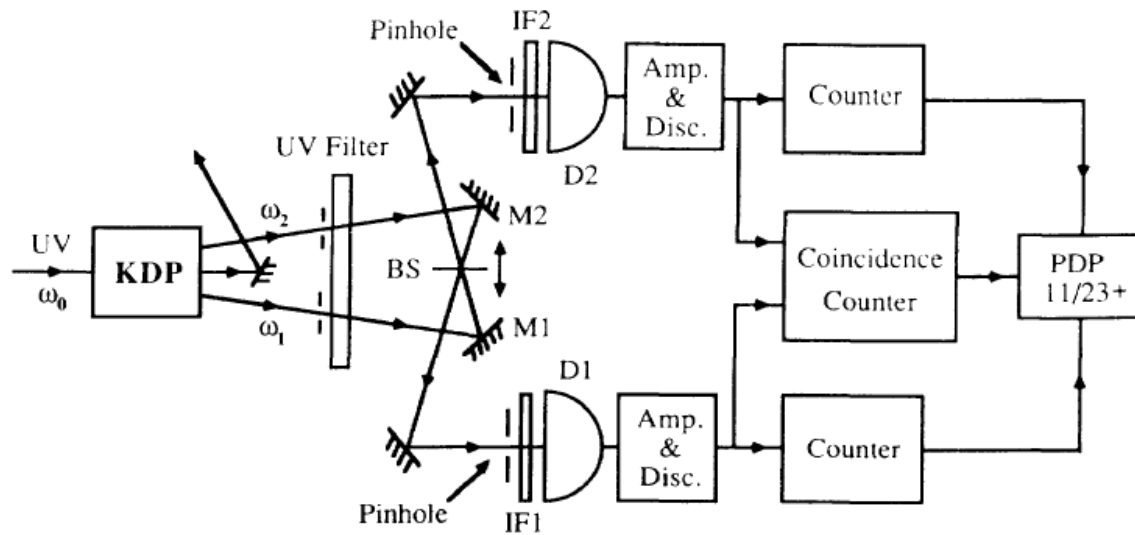 IF2
Pinhole
Amp.
&
Disc.
Counter
UV Filter
D2
ω₂
M2
UV
KDP
BS
Coincidence
Counter
PDP
11/23+
ω₀
ω₁
M1
D1
Amp.
&
Disc.
Counter
Pinhole
IF1